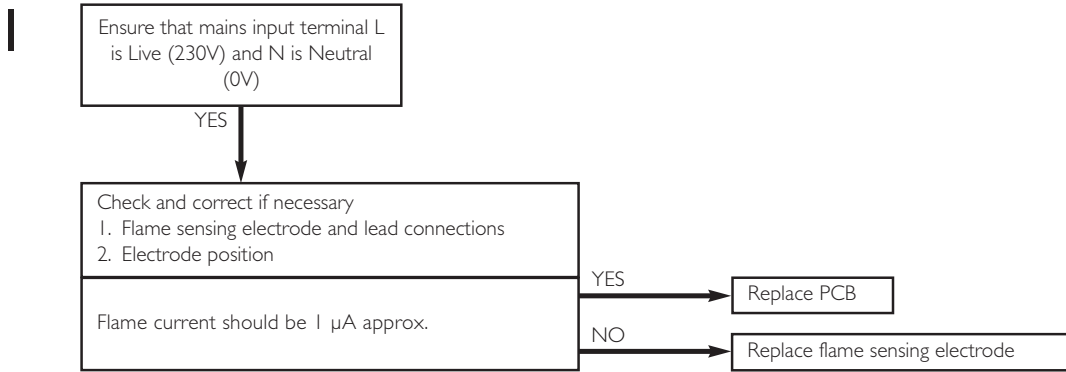 I
Ensure that mains input terminal L
is Live (230V) and N is Neutral
(0V)
YES
Check and correct if necessary
1. Flame sensing electrode and lead connections
2. Electrode position
Flame current should be 1 µA approx.
YES
Replace PCB
NO
Replace flame sensing electrode